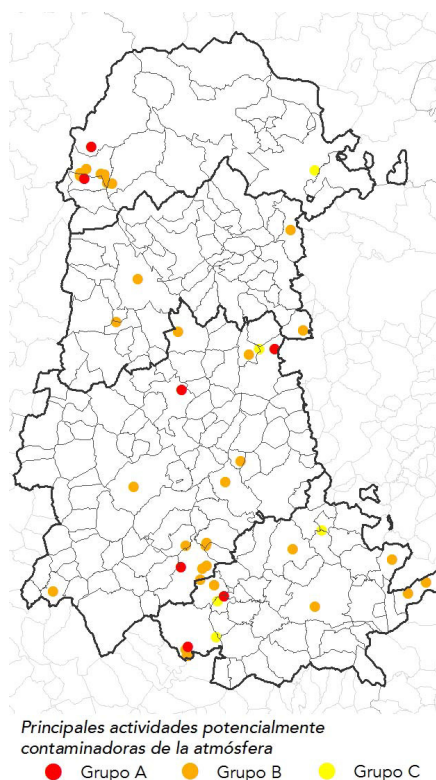 Principales actividades potencialmente
contaminadoras de la atmósfera
Grupo A Grupo B Grupo C